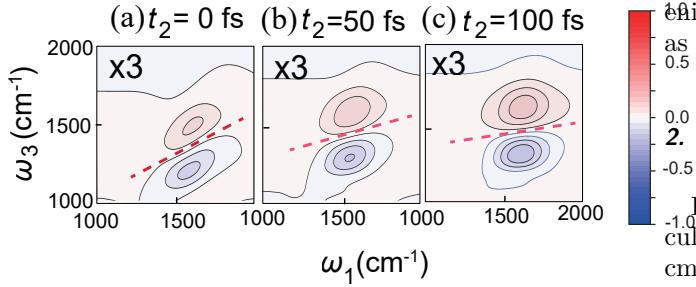 (a) t₂= 0 fs (b) t₂=50 fs (c) t₂=100 fs
x3 x3 x3
ω₃ (cm⁻¹)
2000
1500
1000
1000 1500 1000 1500 1000 1500 2000
ω₁(cm⁻¹)
1.0
0.5
0.0
-0.5
-1.0
as
2.
cul
cm